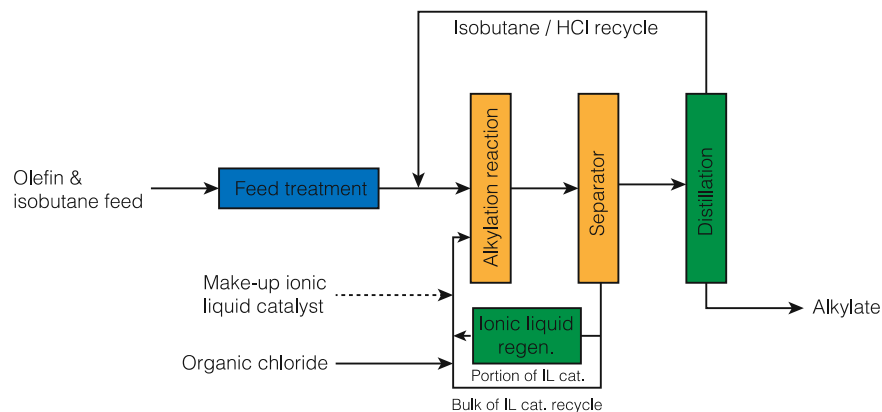 Isobutane / HCl recycle
Olefin &
isobutane feed
Feed treatment
Alkylation reaction
Separator
Distillation
Make-up ionic
liquid catalyst
Ionic liquid
regen.
Alkylate
Organic chloride
Portion of IL cat.
Bulk of IL cat. recycle